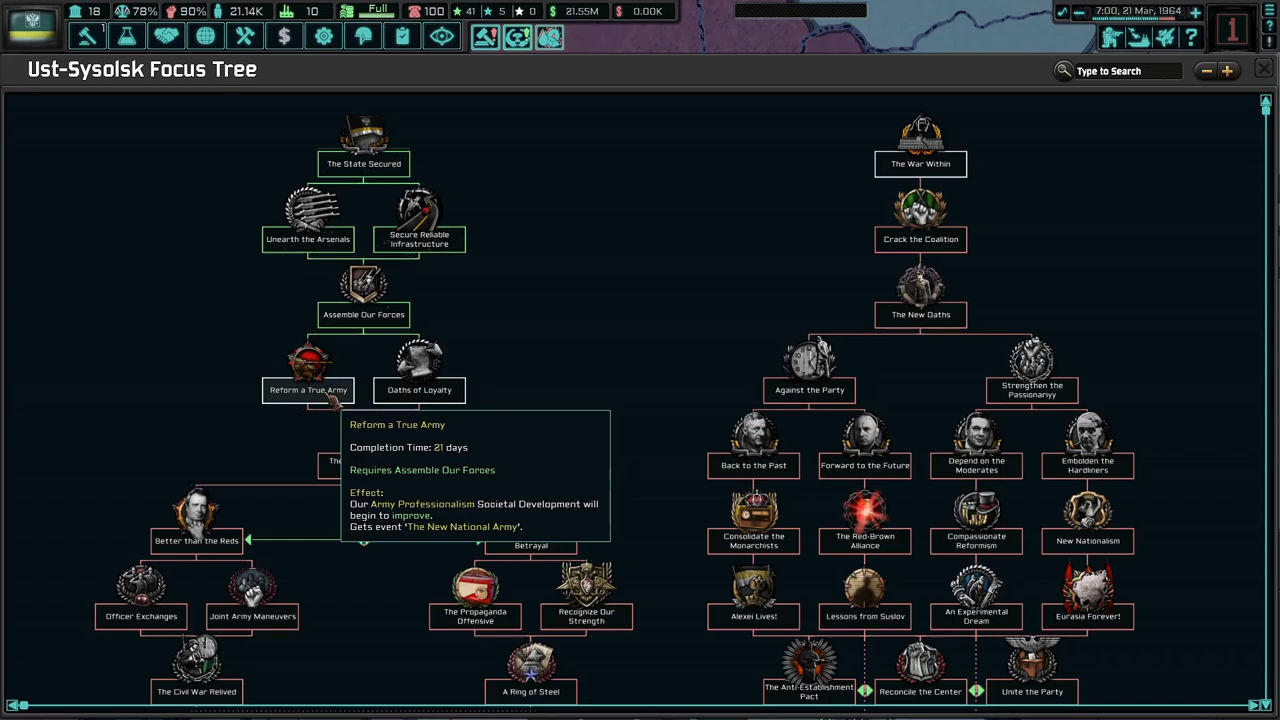 18 78% 90% 21.14K 10 Full 100 41 5 0 $ 21.55M $ 0.00K
7:00, 21 Mar, 1964
1
Ust-Sysolsk Focus Tree
Type to Search
The State Secured
The War Within
Unearth the Arsenals
Secure Reliable
Infrastructure
Crack the Coalition
Assemble Our Forces
The New Oaths
Reform a True Army
Oaths of Loyalty
Against the Party
Strengthen the
Passionariyy
Reform a True Army
Completion Time: 21 days
Requires Assemble Our Forces
Effect:
Our Army Professionalism Societal Development will
begin to improve.
Gets event 'The New National Army'.
Back to the Past
Forward to the Future
Depend on the
Moderates
Embolden the
Hardliners
Better than the Reds
Betrayal
Consolidate the
Monarchists
The Red-Brown
Alliance
Compassionate
Reformism
New Nationalism
Officer Exchanges
Joint Army Maneuvers
The Propaganda
Offensive
Recognize Our
Strength
Alexei Lives!
Lessons from Suslov
An Experimental
Dream
Eurasia Forever!
The Civil War Relived
A Ring of Steel
The Anti-Establishment
Pact
Reconcile the Center
Unite the Party